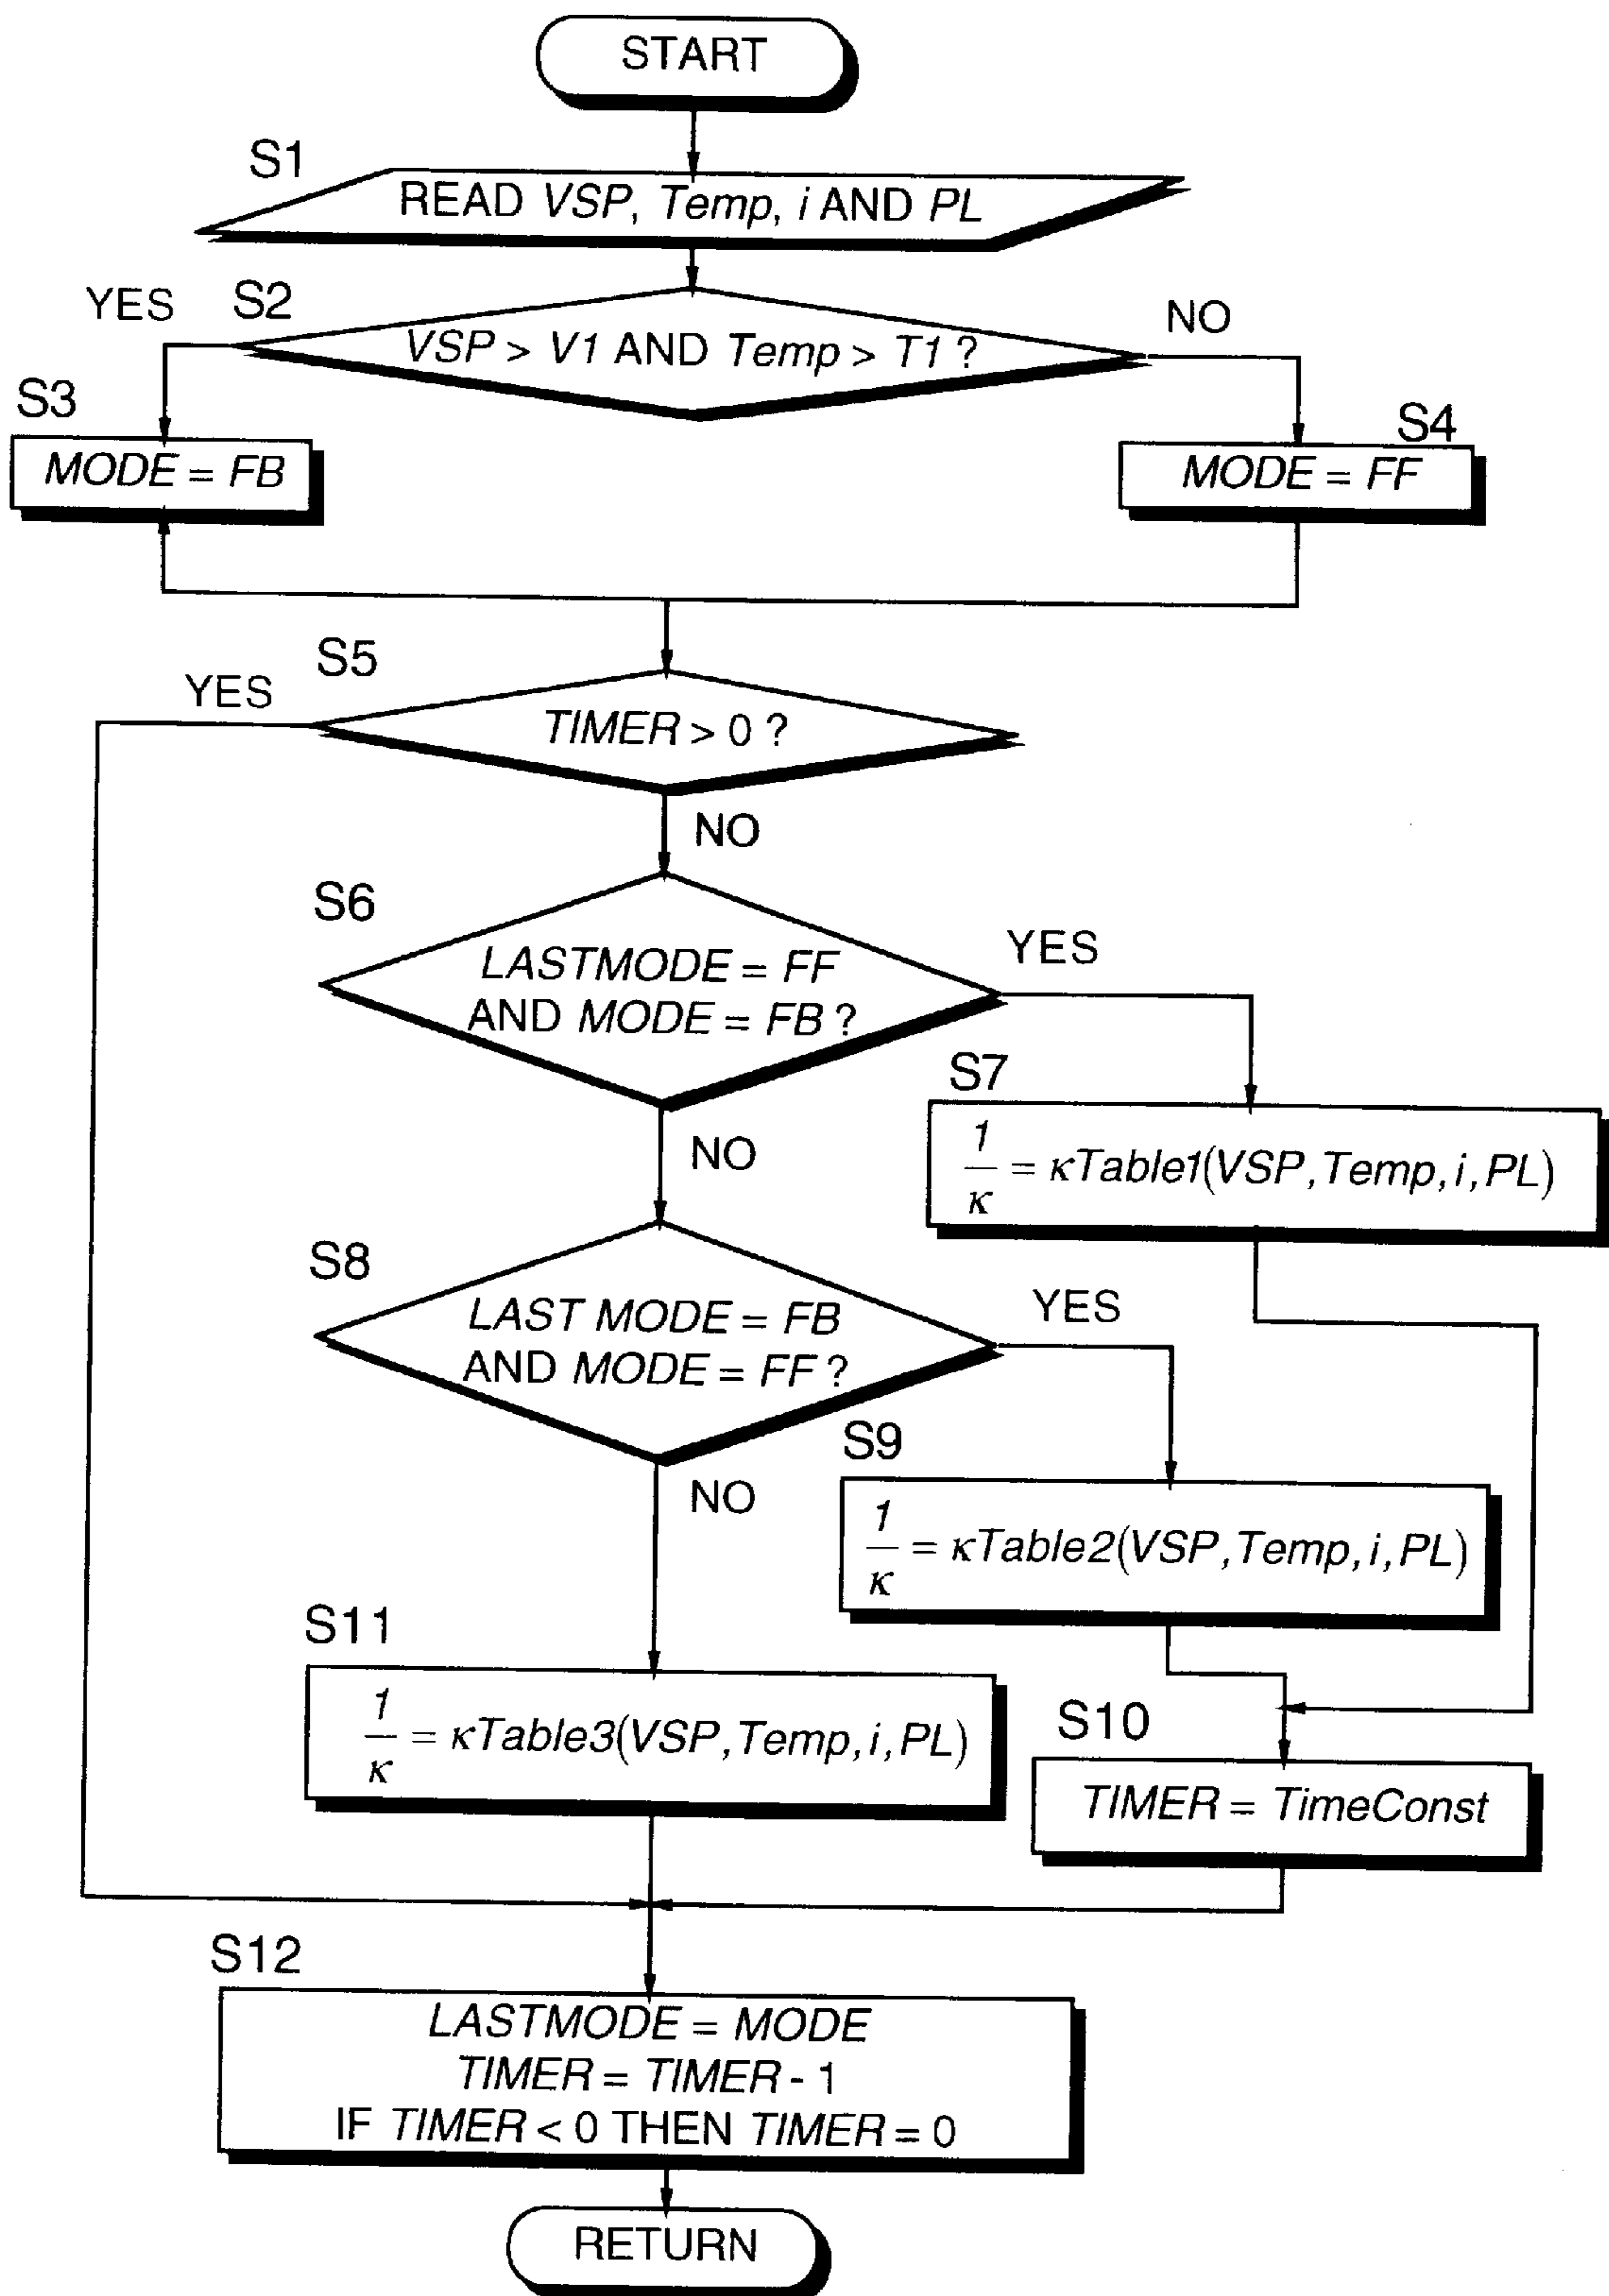 START
S1
READ VSP, Temp, i AND PL
YES
S2
NO
VSP > V1 AND Temp > T1 ?
S3
S4
MODE = FB
MODE = FF
S5
YES
TIMER > 0 ?
NO
S6
YES
LASTMODE = FF
AND MODE = FB ?
S7
1/κ = κTable1(VSP,Temp,i,PL)
NO
S8
YES
LAST MODE = FB
AND MODE = FF ?
S9
NO
1/κ = κTable2(VSP,Temp,i,PL)
S11
1/κ = κTable3(VSP,Temp,i,PL)
S10
TIMER = TimeConst
S12
LASTMODE = MODE
TIMER = TIMER - 1
IF TIMER < 0 THEN TIMER = 0
RETURN